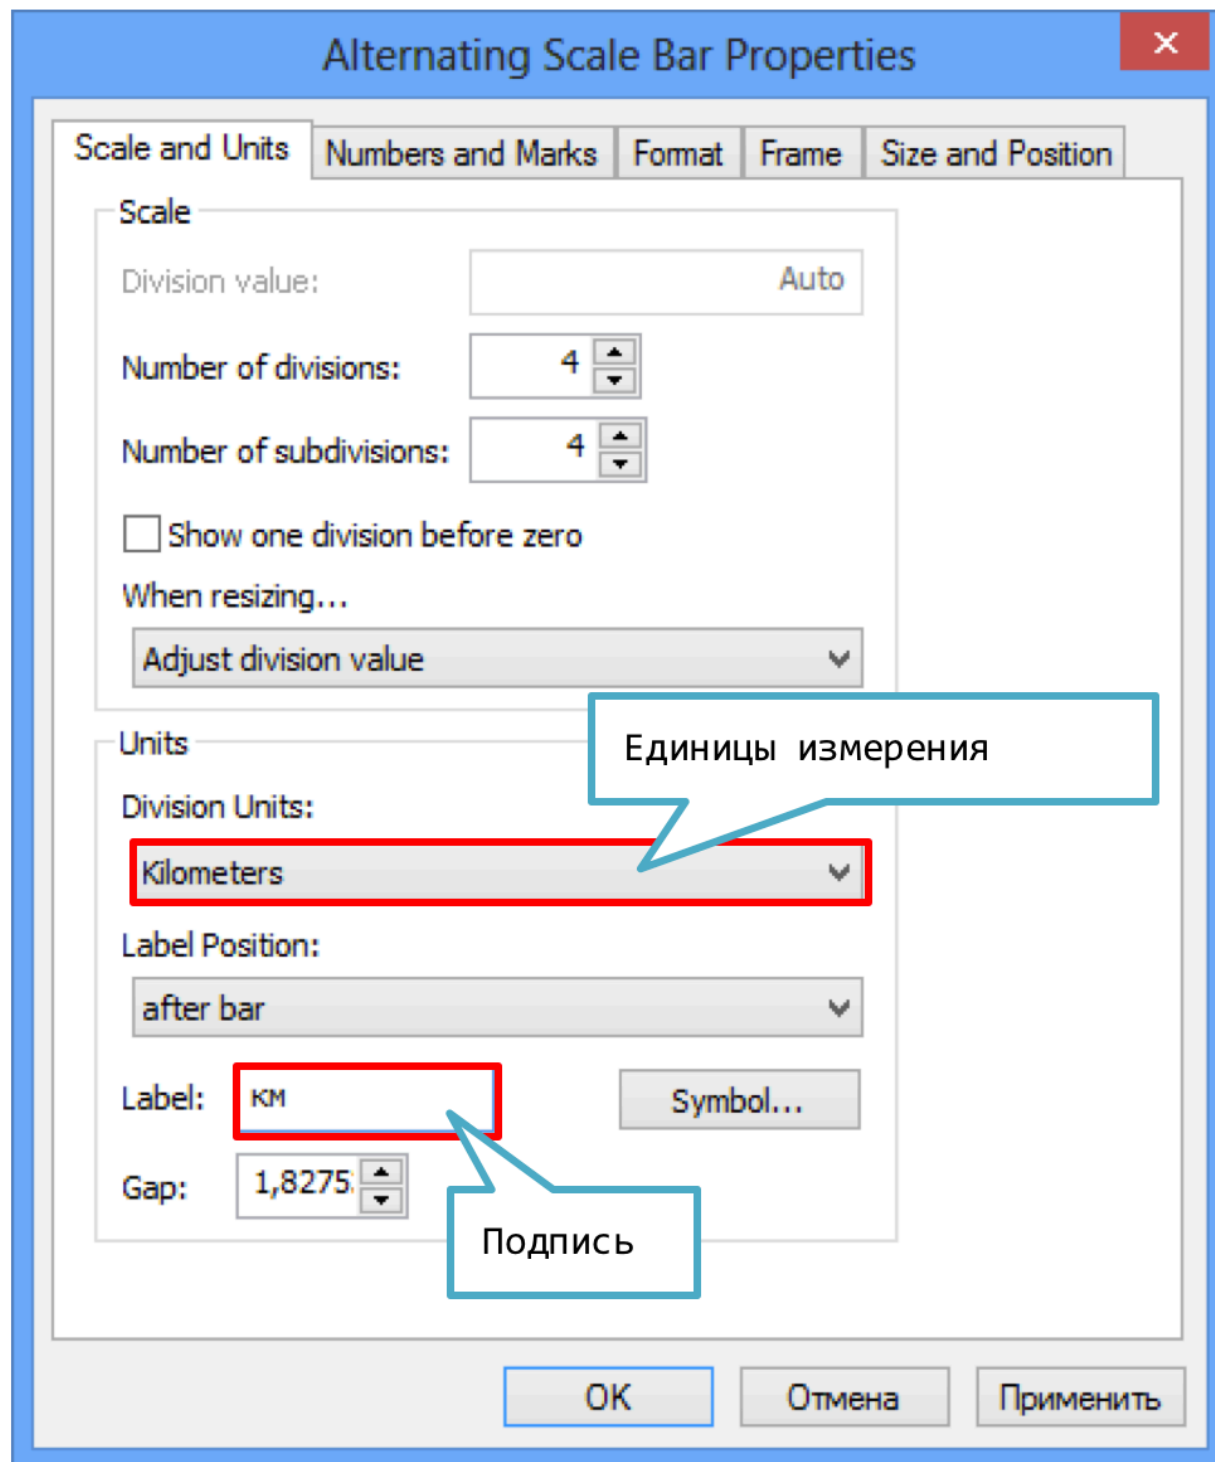 Alternating Scale Bar Properties
Scale and Units
Numbers and Marks
Format
Frame
Size and Position
Scale
Division value:
Auto
Number of divisions:
4
Number of subdivisions:
4
Show one division before zero
When resizing...
Adjust division value
Units
Единицы измерения
Division Units:
Kilometers
Label Position:
after bar
Label:
км
Symbol...
Gap:
1,8275
Подпись
OK
Отмена
Применить